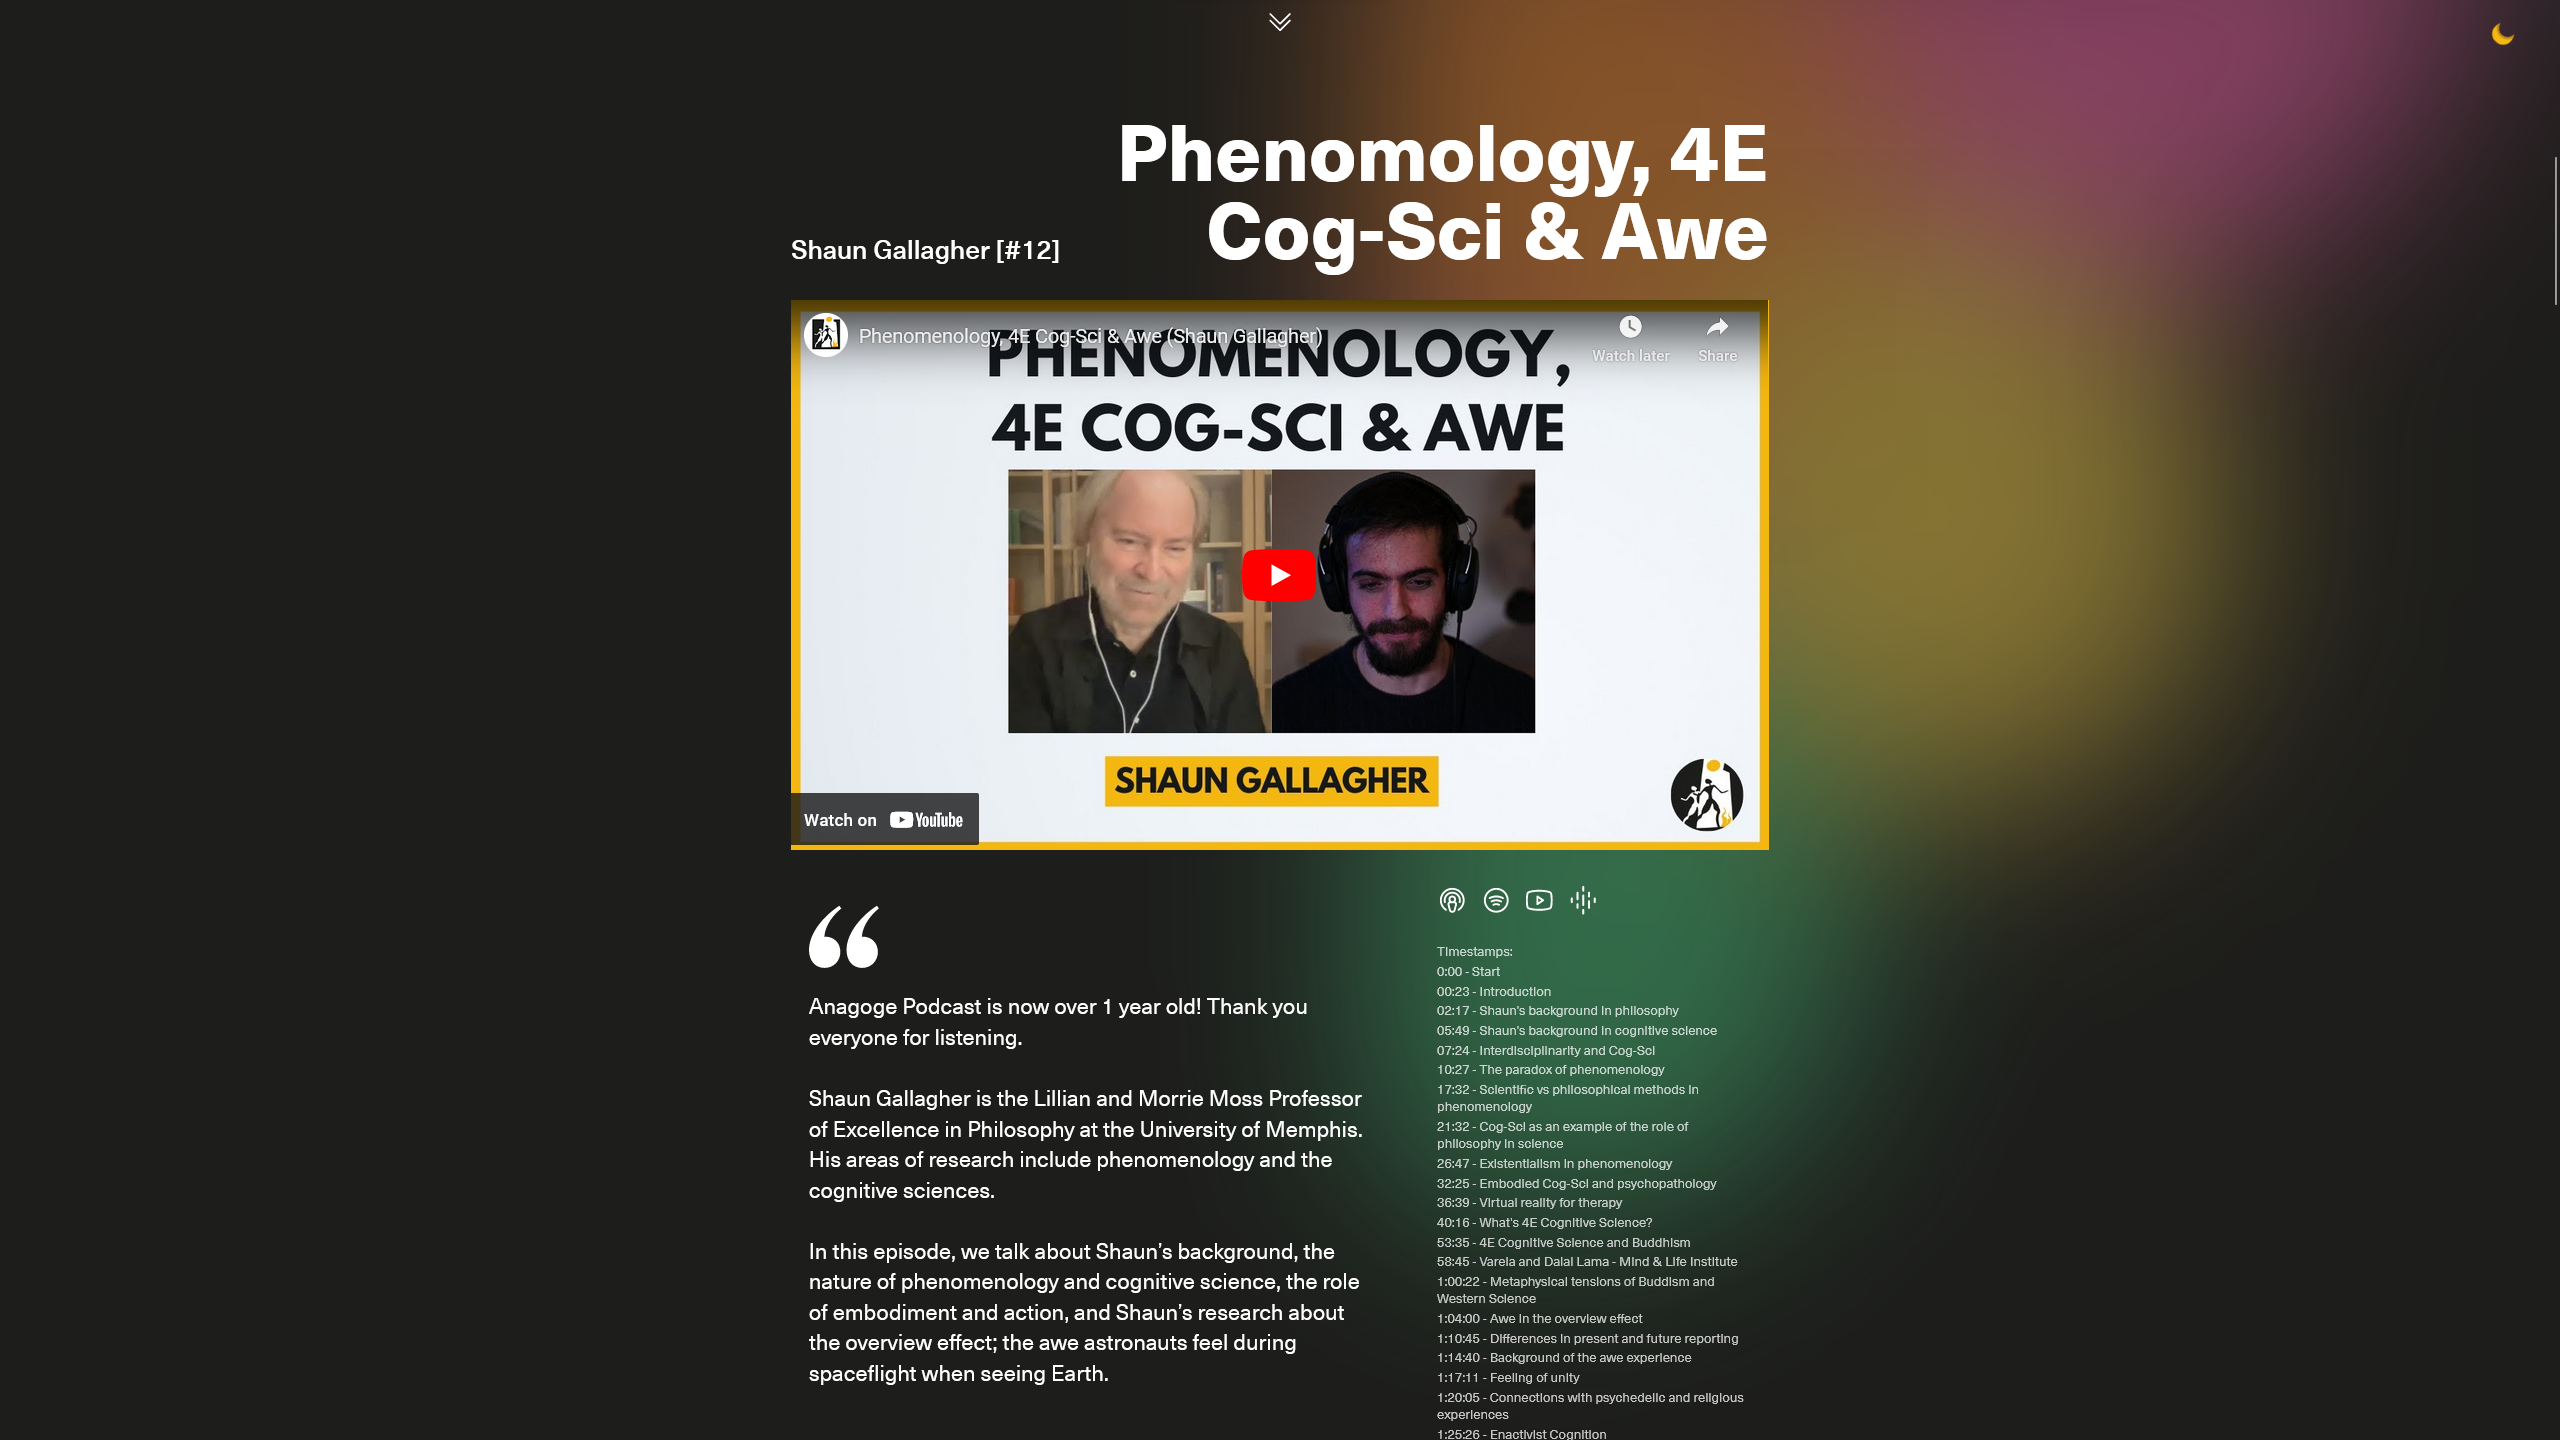 Phenomology, 4E
Cog-Sci & Awe
Shaun Gallagher [#12]
Phenomenology, 4E Cog-Sci & Awe (Shaun Gallagher)
Watch later
Share
PHENOMENOLOGY,
4E COG-SCI & AWE
SHAUN GALLAGHER
Watch on YouTube
“
Anagoge Podcast is now over 1 year old! Thank you
everyone for listening.
Shaun Gallagher is the Lillian and Morrie Moss Professor
of Excellence in Philosophy at the University of Memphis.
His areas of research include phenomenology and the
cognitive sciences.
In this episode, we talk about Shaun’s background, the
nature of phenomenology and cognitive science, the role
of embodiment and action, and Shaun’s research about
the overview effect; the awe astronauts feel during
spaceflight when seeing Earth.
Timestamps:
0:00 - Start
00:23 - Introduction
02:17 - Shaun's background in philosophy
05:49 - Shaun's background in cognitive science
07:24 - Interdisciplinarity and Cog-Sci
10:27 - The paradox of phenomenology
17:32 - Scientific vs philosophical methods in
phenomenology
21:32 - Cog-Sci as an example of the role of
philosophy in science
26:47 - Existentialism in phenomenology
32:25 - Embodied Cog-Sci and psychopathology
36:39 - Virtual reality for therapy
40:16 - What's 4E Cognitive Science?
53:35 - 4E Cognitive Science and Buddhism
58:45 - Varela and Dalai Lama - Mind & Life Institute
1:00:22 - Metaphysical tensions of Buddism and
Western Science
1:04:00 - Awe in the overview effect
1:10:45 - Differences in present and future reporting
1:14:40 - Background of the awe experience
1:17:11 - Feeling of unity
1:20:05 - Connections with psychedelic and religious
experiences
1:25:26 - Enactivist Cognition